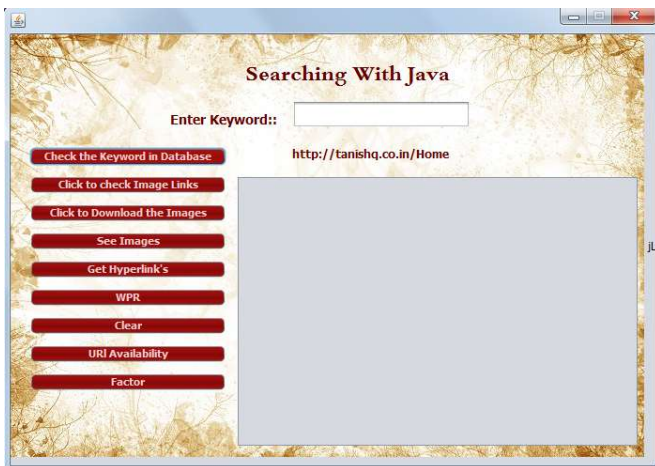 Searching With Java
Enter Keyword::
Check the Keyword in Database
http://tanishq.co.in/Home
Click to check Image Links
Click to Download the Images
See Images
jL
Get Hyperlink's
WPR
Clear
URl Availability
Factor